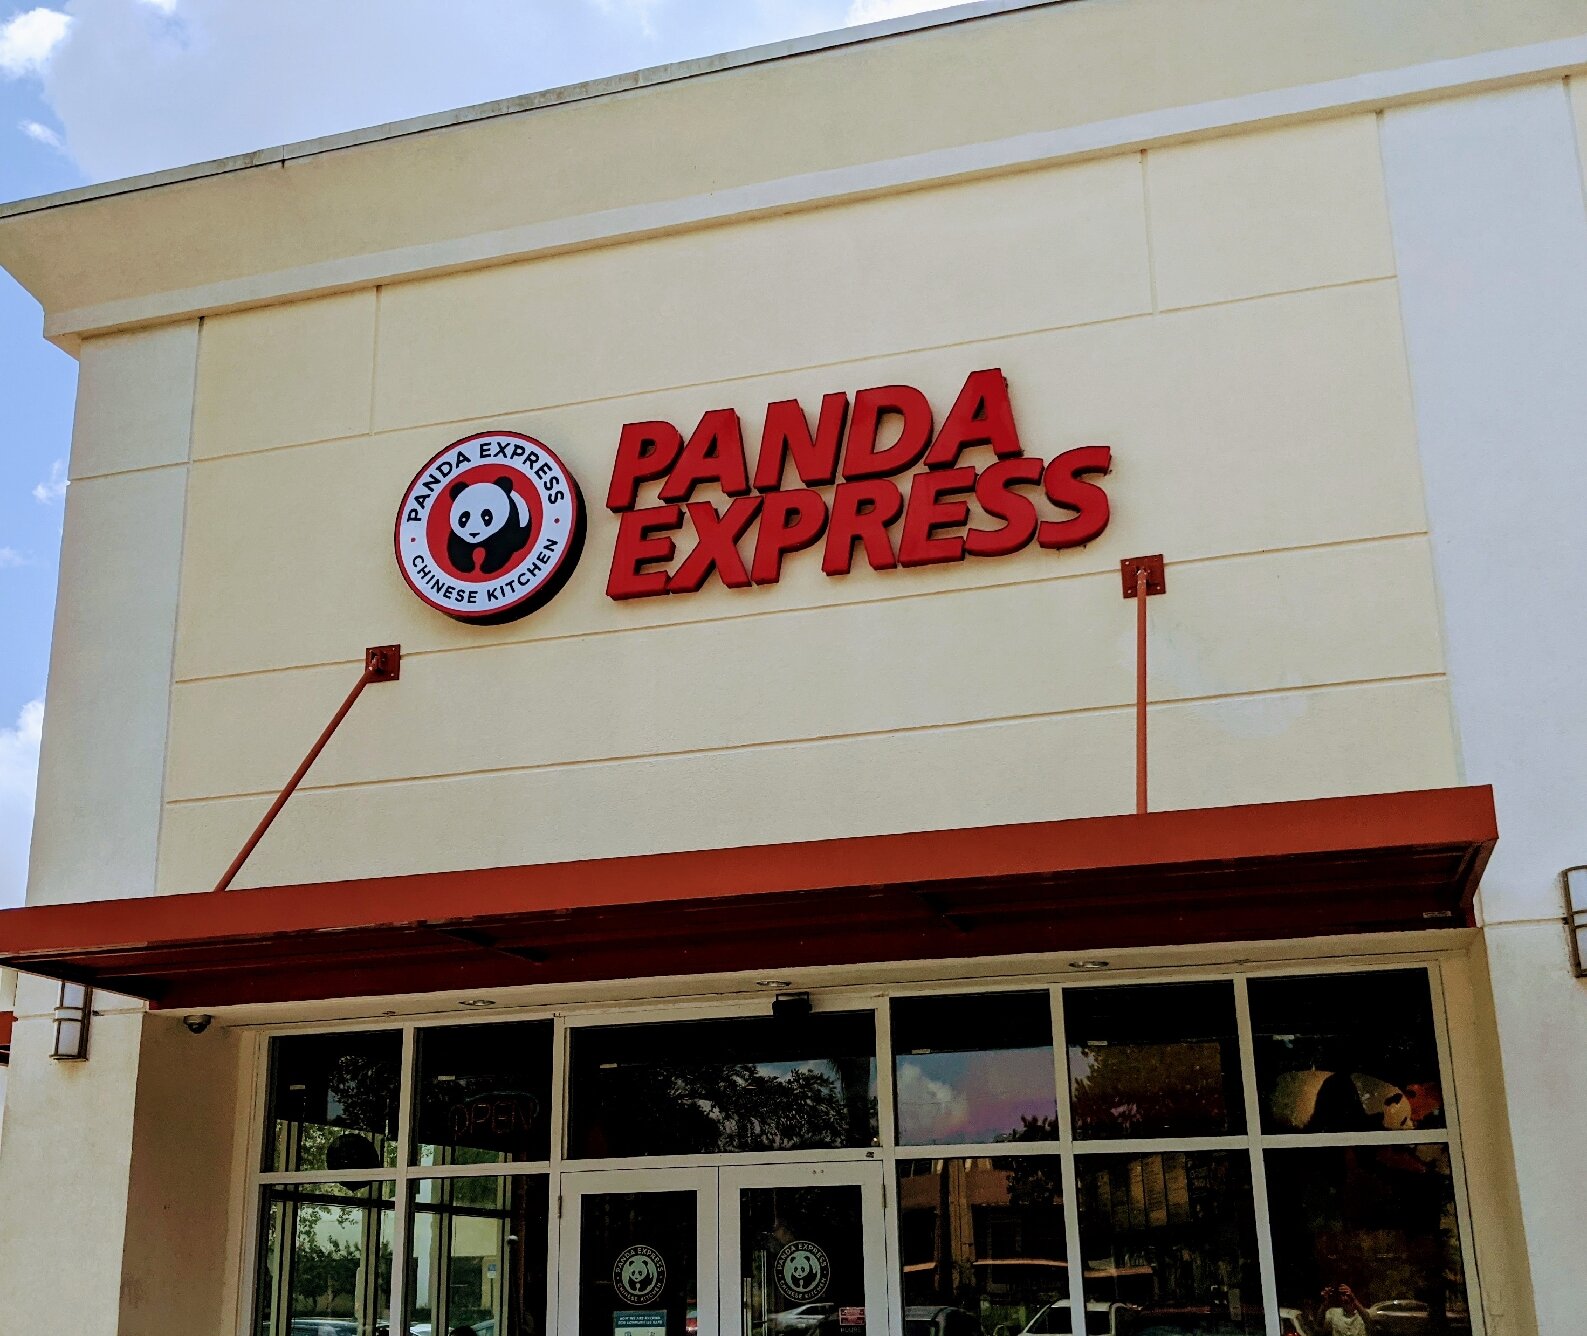 PANDA EXPRESS
CHINESE KITCHEN
PANDA
EXPRESS
OPEN
PANDA EXPRESS
CHINESE KITCHEN
PANDA EXPRESS
CHINESE KITCHEN